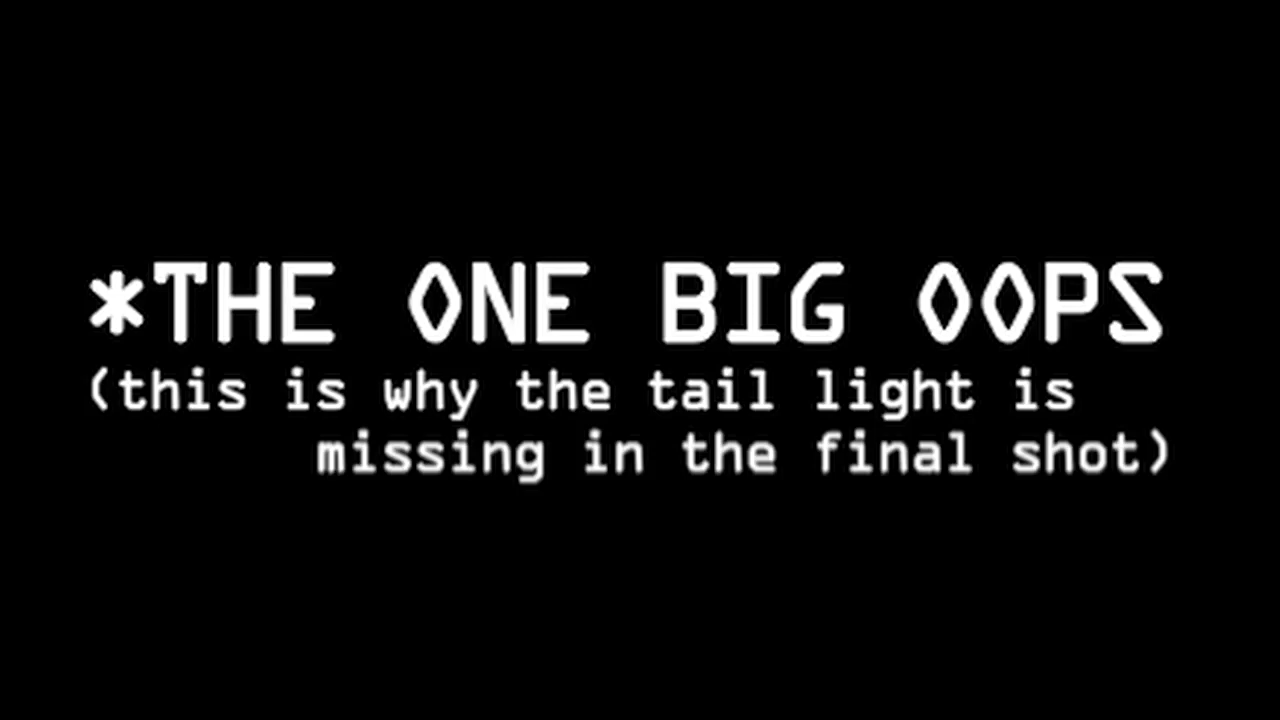 *THE ONE BIG OOPS
(this is why the tail light is
missing in the final shot)